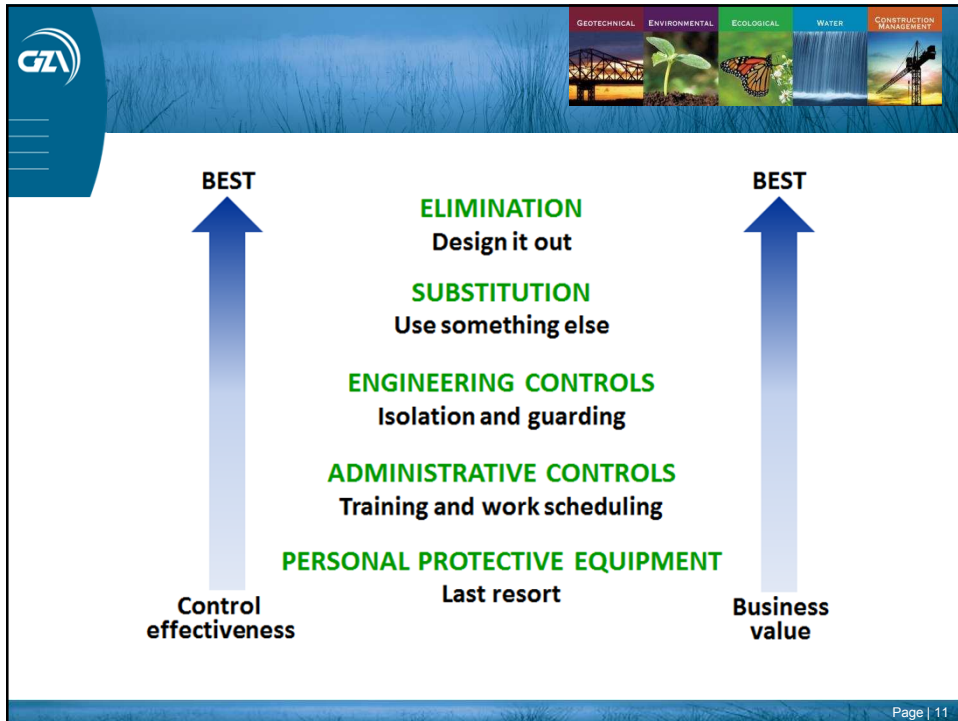 GZA
GEOTECHNICAL
ENVIRONMENTAL
ECOLOGICAL
WATER
CONSTRUCTION
MANAGEMENT
BEST
BEST
ELIMINATION
Design it out
SUBSTITUTION
Use something else
ENGINEERING CONTROLS
Isolation and guarding
ADMINISTRATIVE CONTROLS
Training and work scheduling
PERSONAL PROTECTIVE EQUIPMENT
Last resort
Control
effectiveness
Business
value
Page | 11